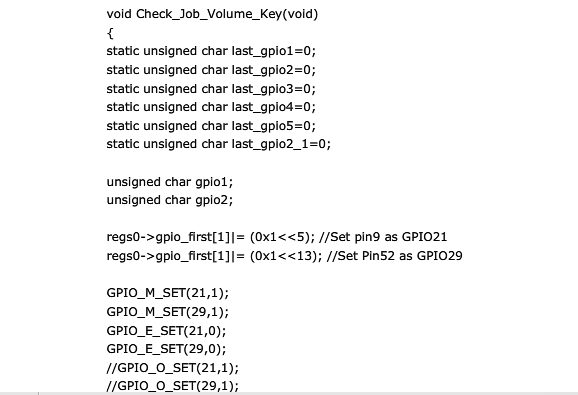 void Check_Job_Volume_Key(void)
{
static unsigned char last_gpio1=0;
static unsigned char last_gpio2=0;
static unsigned char last_gpio3=0;
static unsigned char last_gpio4=0;
static unsigned char last_gpio5=0;
static unsigned char last_gpio2_1=0;

unsigned char gpio1;
unsigned char gpio2;

regs0->gpio_first[1]|= (0x1<<5); //Set pin9 as GPIO21
regs0->gpio_first[1]|= (0x1<<13); //Set Pin52 as GPIO29

GPIO_M_SET(21,1);
GPIO_M_SET(29,1);
GPIO_E_SET(21,0);
GPIO_E_SET(29,0);
//GPIO_O_SET(21,1);
//GPIO_O_SET(29,1);